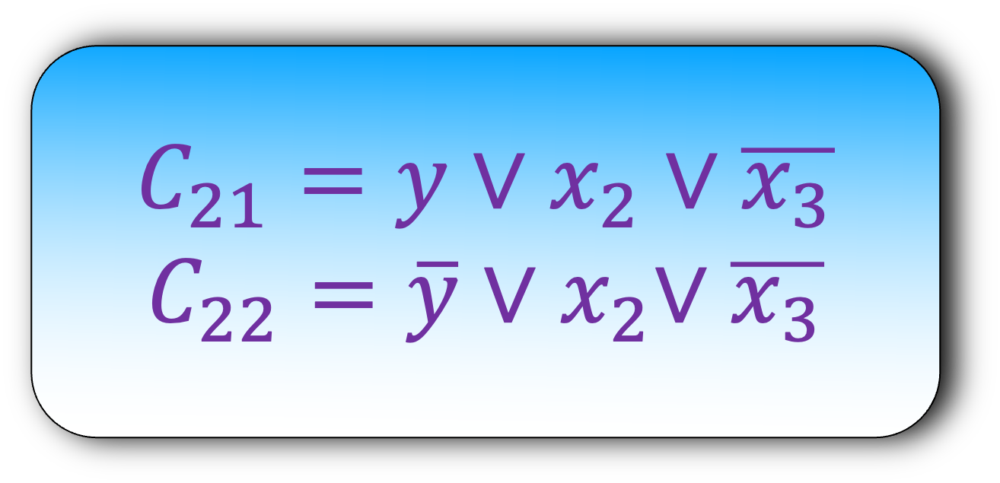 C₂₁ = y ∨ x₂ ∨ x̅₃̅
C₂₂ = y̅ ∨ x₂ ∨ x̅₃̅